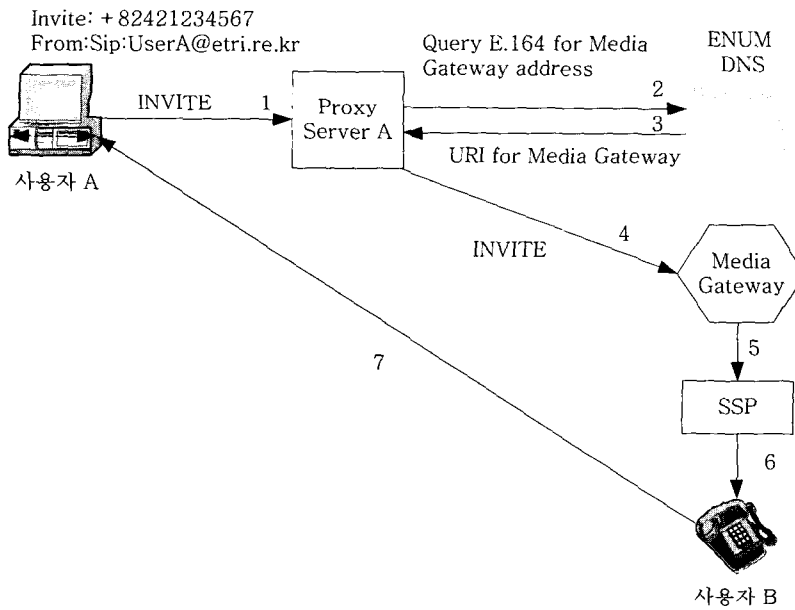 Invite: +82421234567
From:Sip:UserA@etri.re.kr
Query E.164 for Media
Gateway address
ENUM
DNS
INVITE
1
Proxy
Server A
2
3
URI for Media Gateway
사용자 A
4
INVITE
Media
Gateway
5
7
SSP
6
사용자 B